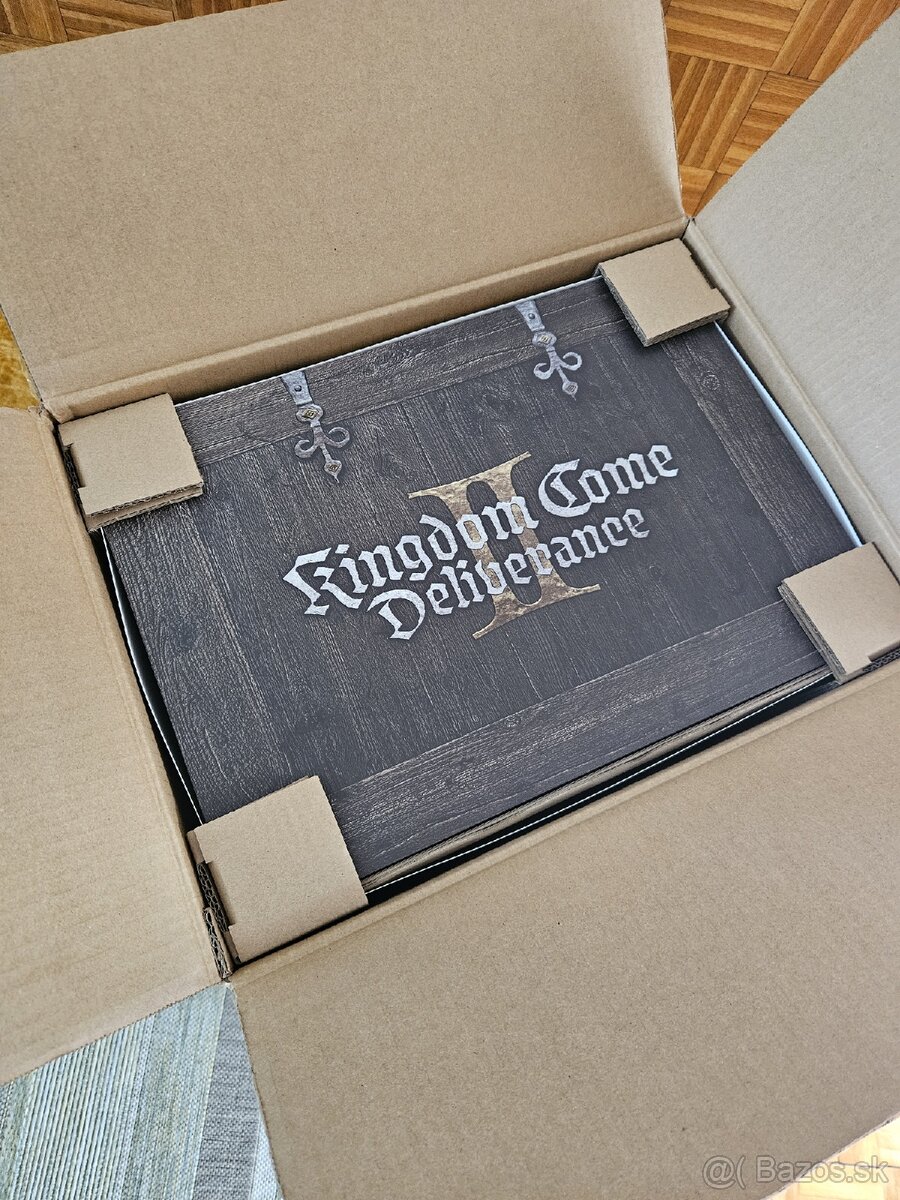 Kingdom Come
Deliverance
II
@( Bazos.sk